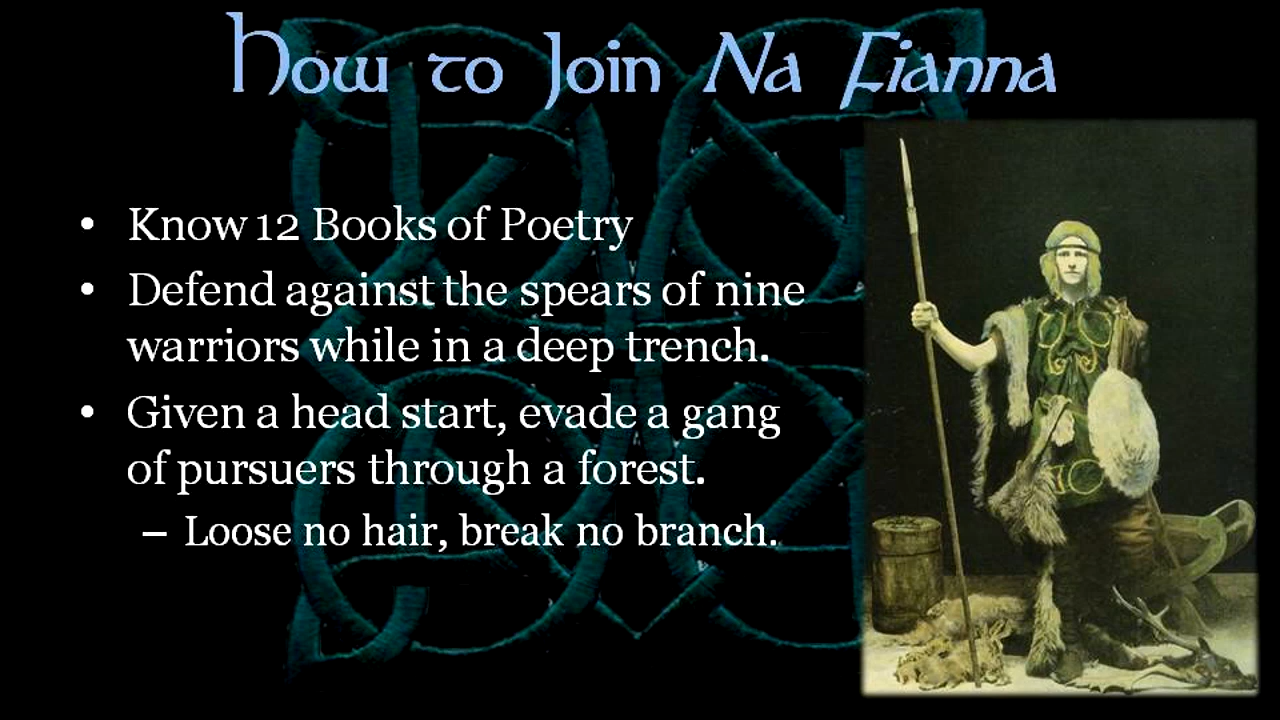 How to Join Na Fianna
• Know 12 Books of Poetry
• Defend against the spears of nine
warriors while in a deep trench.
• Given a head start, evade a gang
of pursuers through a forest.
– Loose no hair, break no branch.